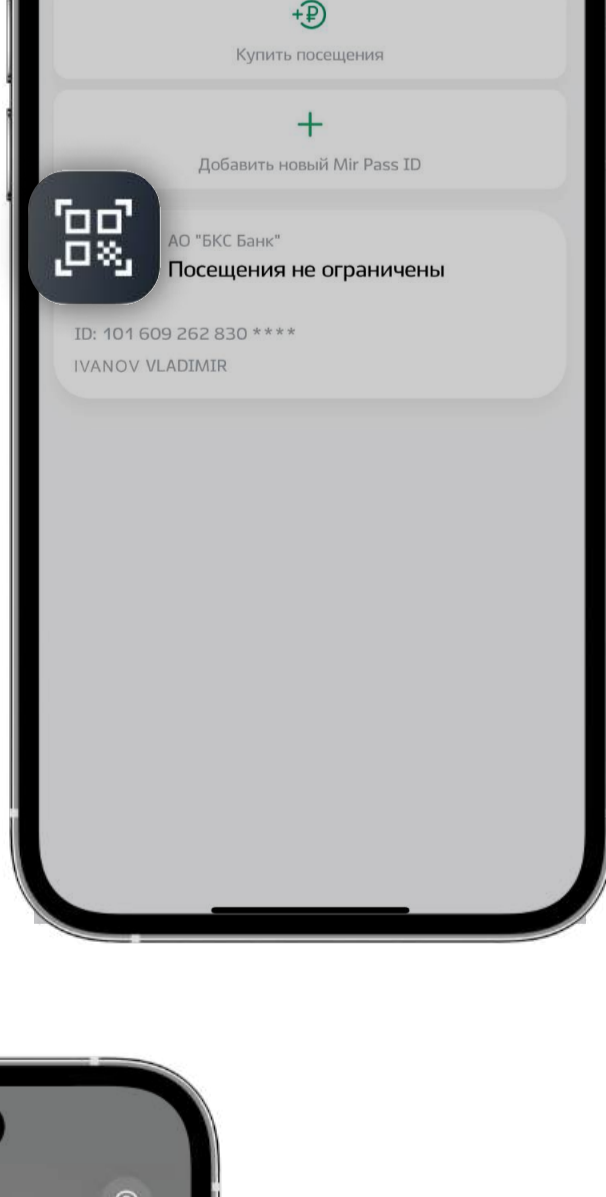 Купить посещения
Добавить новый Mir Pass ID
АО "БКС Банк"
Посещения не ограничены
ID: 101 609 262 830 ****
IVANOV VLADIMIR